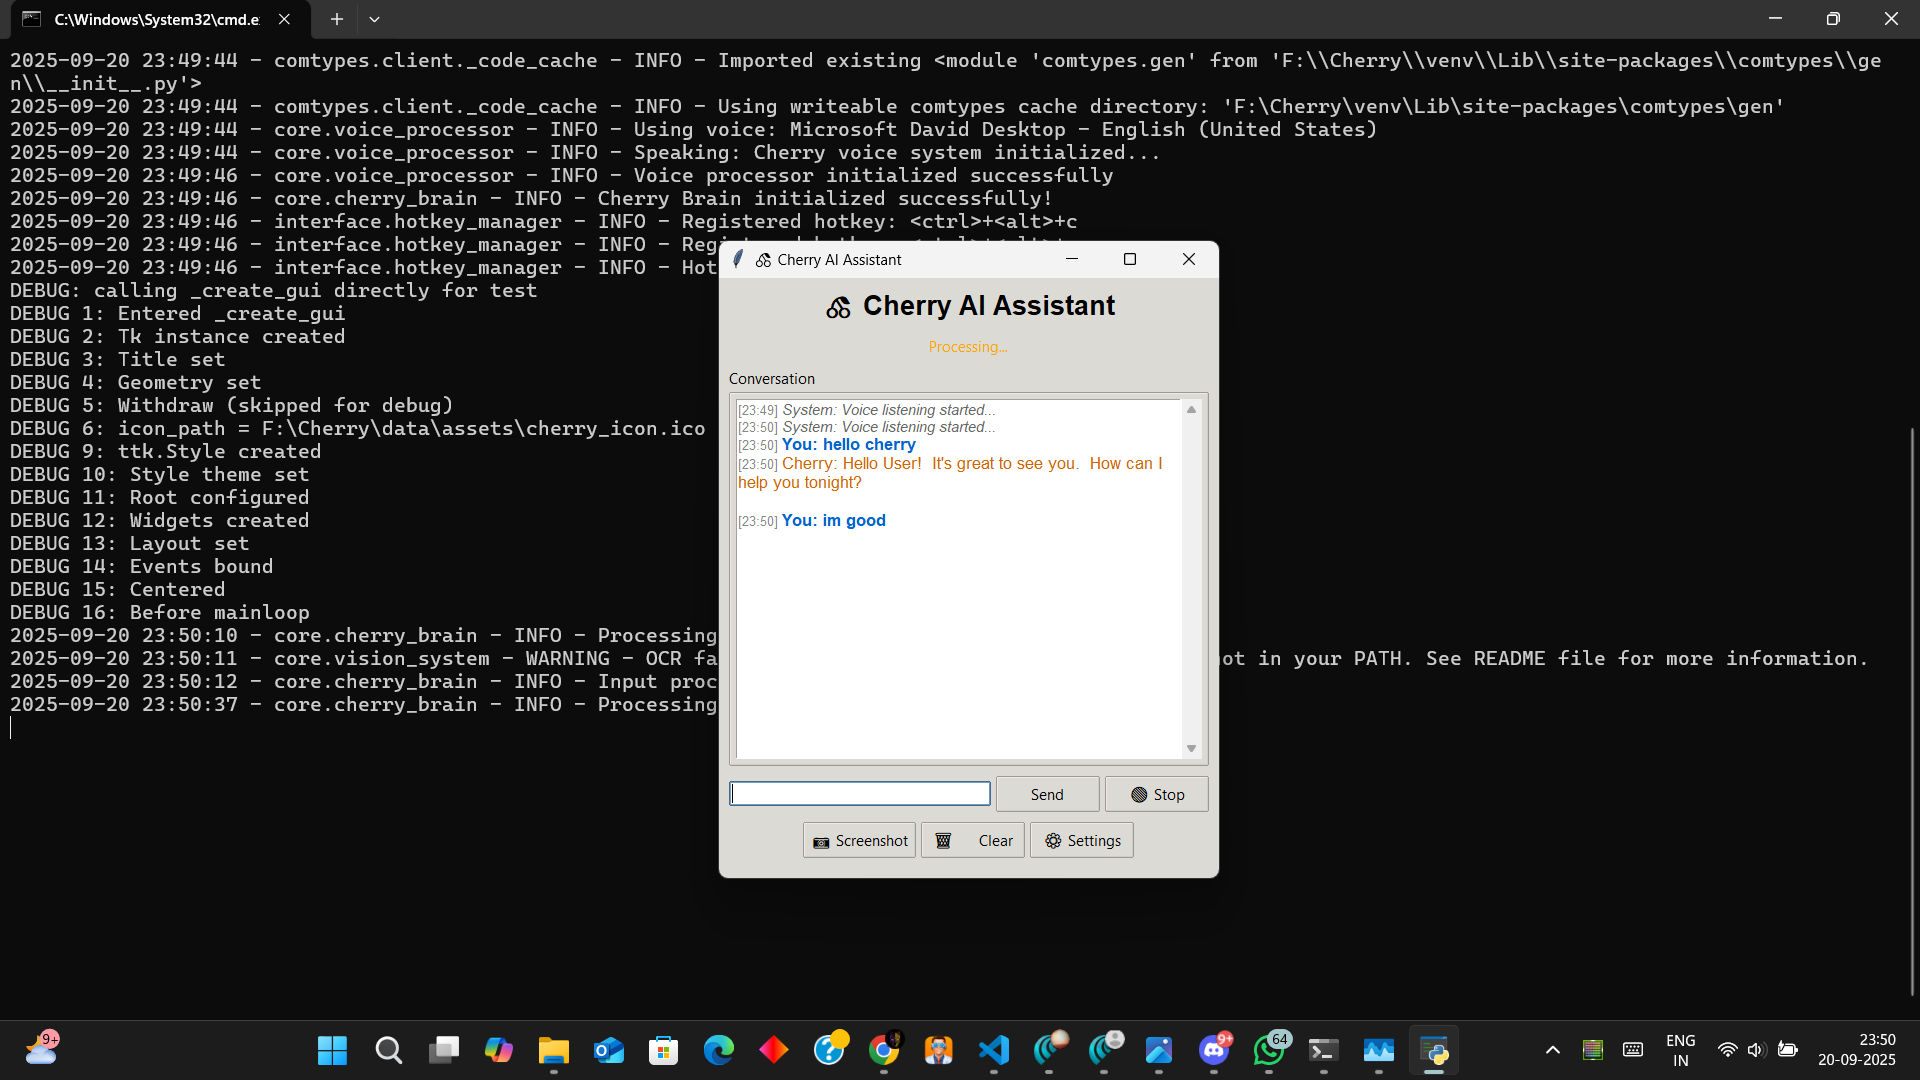 C:\Windows\System32\cmd.e
2025-09-20 23:49:44 - comtypes.client._code_cache - INFO - Imported existing <module 'comtypes.gen' from 'F:\\Cherry\\venv\\Lib\\site-packages\\comtypes\\ge
n\\__init__.py'>
2025-09-20 23:49:44 - comtypes.client._code_cache - INFO - Using writeable comtypes cache directory: 'F:\Cherry\venv\Lib\site-packages\comtypes\gen'
2025-09-20 23:49:44 - core.voice_processor - INFO - Using voice: Microsoft David Desktop - English (United States)
2025-09-20 23:49:44 - core.voice_processor - INFO - Speaking: Cherry voice system initialized...
2025-09-20 23:49:46 - core.voice_processor - INFO - Voice processor initialized successfully
2025-09-20 23:49:46 - core.cherry_brain - INFO - Cherry Brain initialized successfully!
2025-09-20 23:49:46 - interface.hotkey_manager - INFO - Registered hotkey: <ctrl>+<alt>+c
2025-09-20 23:49:46 - interface.hotkey_manager - INFO - Reg
2025-09-20 23:49:46 - interface.hotkey_manager - INFO - Hot
DEBUG: calling _create_gui directly for test
DEBUG 1: Entered _create_gui
DEBUG 2: Tk instance created
DEBUG 3: Title set
DEBUG 4: Geometry set
DEBUG 5: Withdraw (skipped for debug)
DEBUG 6: icon_path = F:\Cherry\data\assets\cherry_icon.ico
DEBUG 9: ttk.Style created
DEBUG 10: Style theme set
DEBUG 11: Root configured
DEBUG 12: Widgets created
DEBUG 13: Layout set
DEBUG 14: Events bound
DEBUG 15: Centered
DEBUG 16: Before mainloop
2025-09-20 23:50:10 - core.cherry_brain - INFO - Processing
2025-09-20 23:50:11 - core.vision_system - WARNING - OCR fa ot in your PATH. See README file for more information.
2025-09-20 23:50:12 - core.cherry_brain - INFO - Input proc
2025-09-20 23:50:37 - core.cherry_brain - INFO - Processing
Cherry AI Assistant
Cherry AI Assistant
Processing...
Conversation
[23:49] System: Voice listening started...
[23:50] System: Voice listening started...
[23:50] You: hello cherry
[23:50] Cherry: Hello User!  It's great to see you.  How can I
help you tonight?
[23:50] You: im good
Send
Stop
Screenshot
Clear
Settings
9+
9+
64
ENG
IN
23:50
20-09-2025